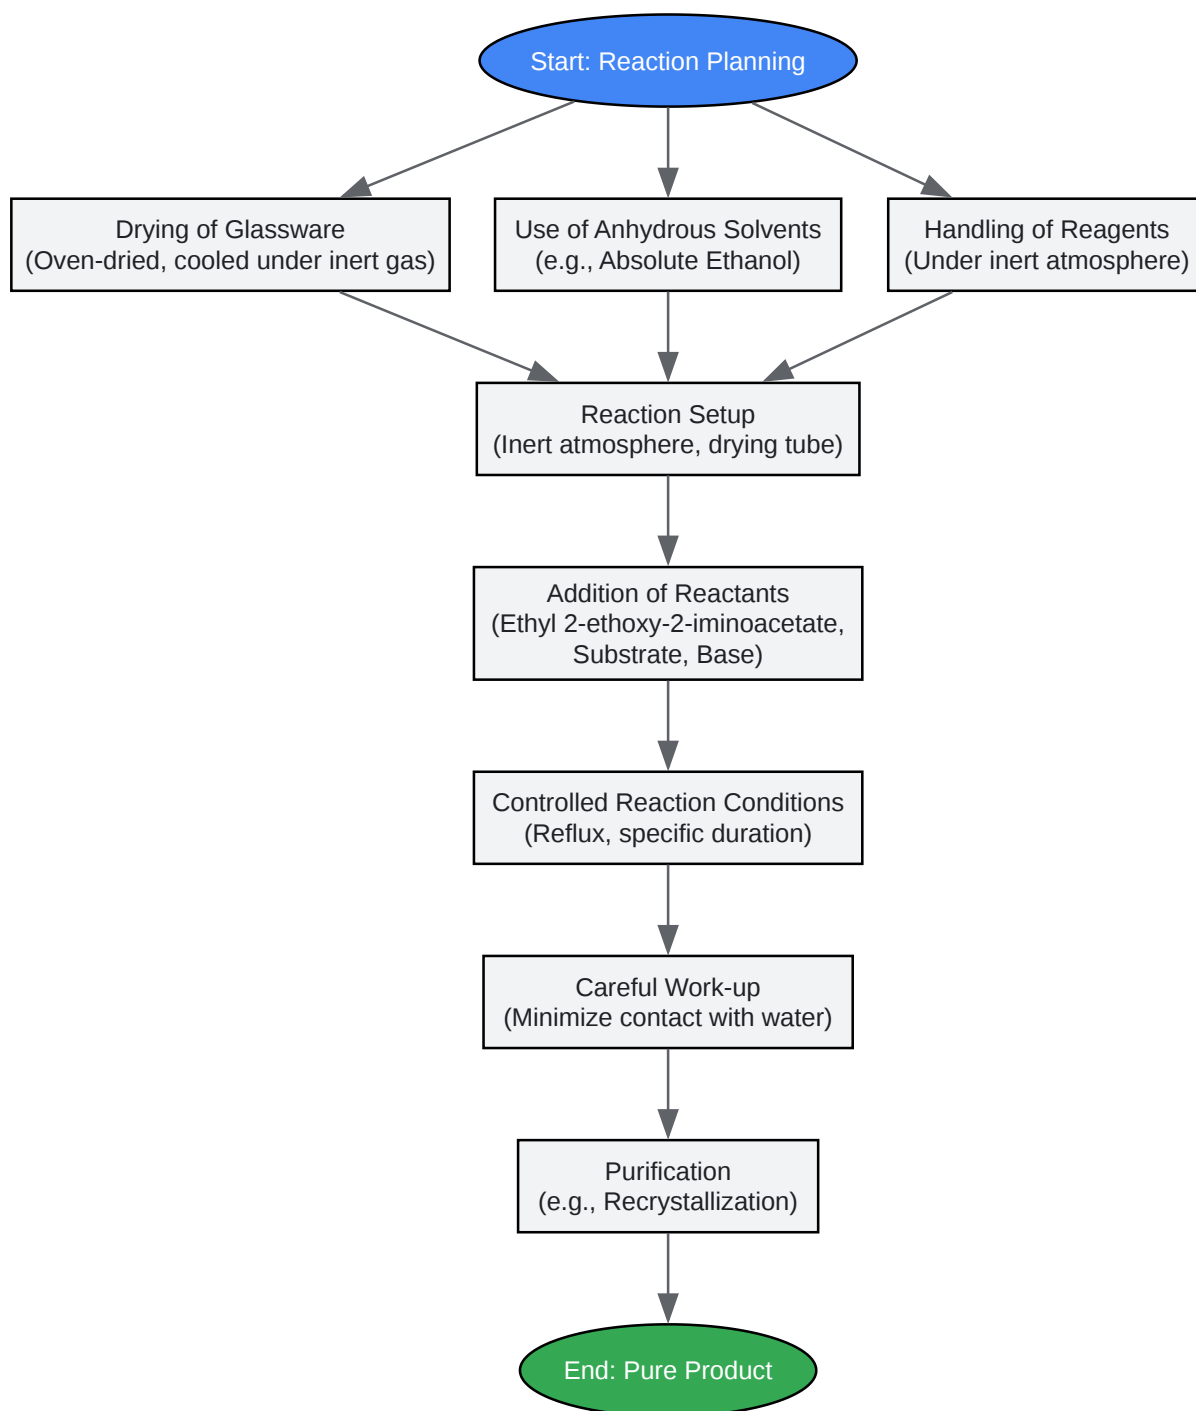 Start: Reaction Planning
Drying of Glassware
(Oven-dried, cooled under inert gas)
Use of Anhydrous Solvents
(e.g., Absolute Ethanol)
Handling of Reagents
(Under inert atmosphere)
Reaction Setup
(Inert atmosphere, drying tube)
Addition of Reactants
(Ethyl 2-ethoxy-2-iminoacetate,
Substrate, Base)
Controlled Reaction Conditions
(Reflux, specific duration)
Careful Work-up
(Minimize contact with water)
Purification
(e.g., Recrystallization)
End: Pure Product